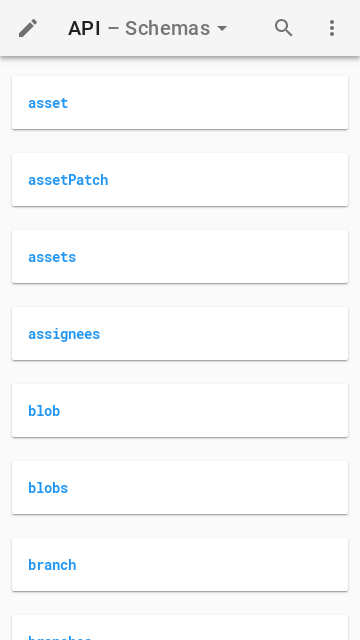 API – Schemas
asset
assetPatch
assets
assignees
blob
blobs
branch